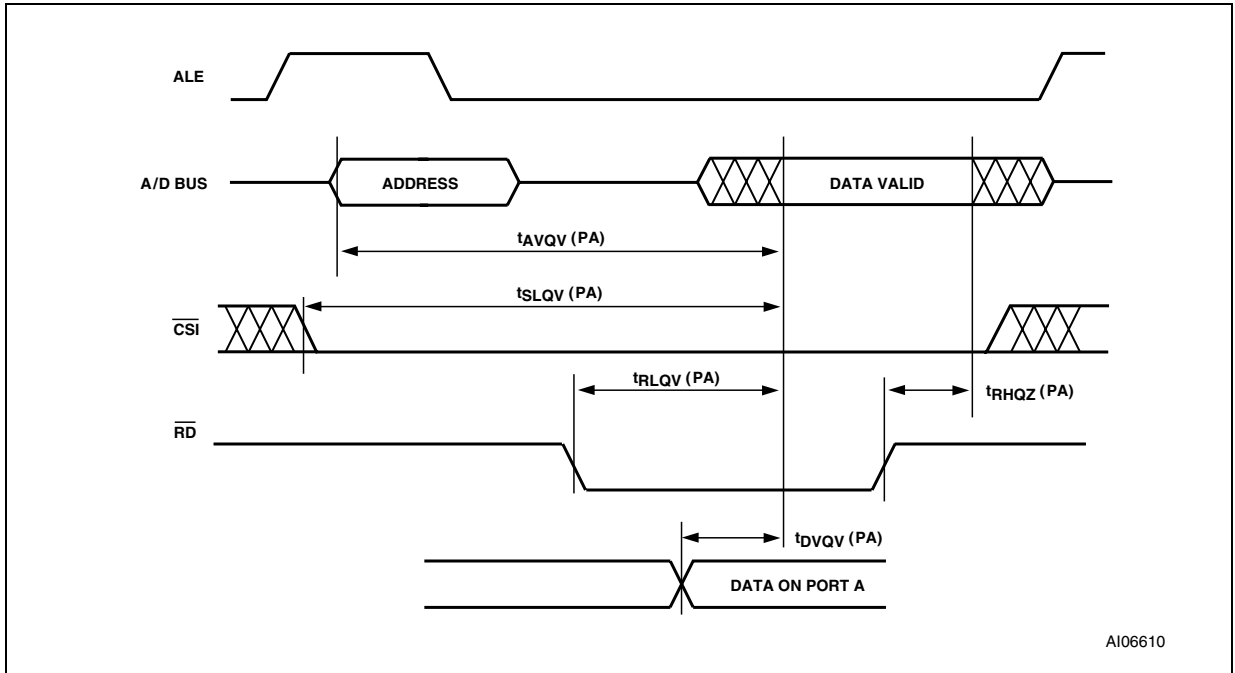 ALE
A/D BUS
ADDRESS
DATA VALID
tAVQV (PA)
tSLQV (PA)
CSI
tRLQV (PA)
tRHQZ (PA)
RD
tDVQV (PA)
DATA ON PORT A
AI06610